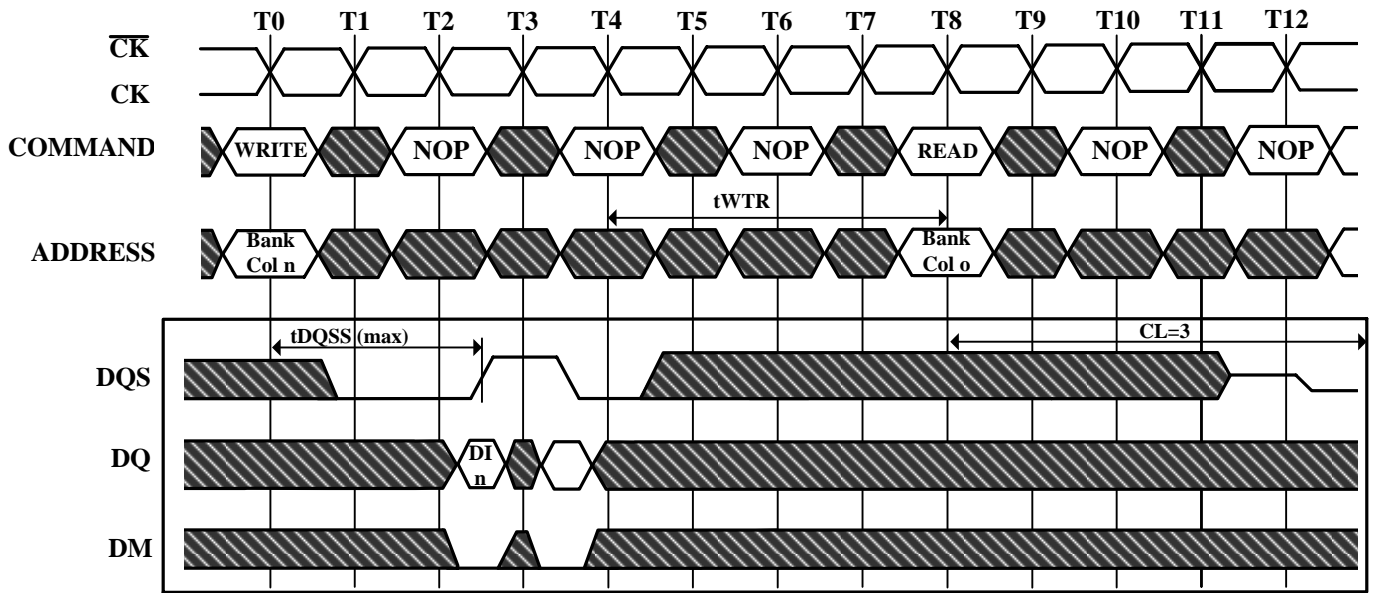 T0 T1 T2 T3 T4 T5 T6 T7 T8 T9 T10 T11 T12
CK
CK
COMMAND WRITE NOP NOP NOP READ NOP NOP
tWTR
ADDRESS Bank Col n Bank Col o
tDQSS (max) CL=3
DQS
DQ DI n
DM